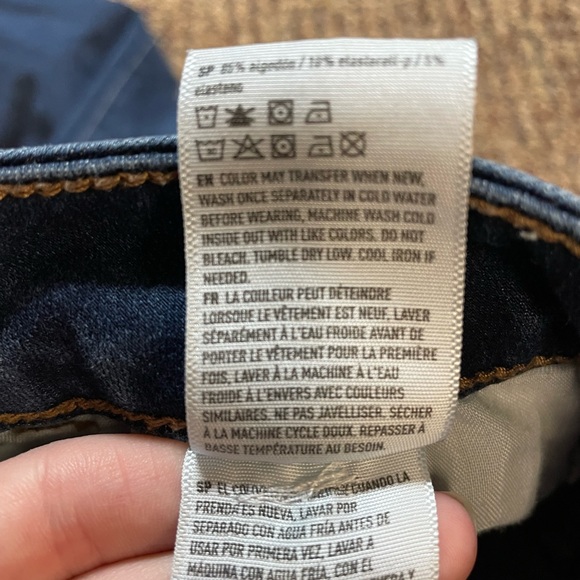 SP 85% algodón / 10% elasterell-p / 5%
elastano
EN COLOR MAY TRANSFER WHEN NEW,
WASH ONCE SEPARATELY IN COLD WATER
BEFORE WEARING, MACHINE WASH COLD
INSIDE OUT WITH LIKE COLORS. DO NOT
BLEACH. TUMBLE DRY LOW. COOL IRON IF
NEEDED.
FR LA COULEUR PEUT DÉTEINDRE
LORSQUE LE VÊTEMENT EST NEUF, LAVER
SÉPARÉMENT À L'EAU FROIDE AVANT DE
PORTER LE VÊTEMENT POUR LA PREMIÈRE
FOIS, LAVER À LA MACHINE À L'EAU
FROIDE À L'ENVERS AVEC COULEURS
SIMILAIRES. NE PAS JAVELLISER. SÉCHER
À LA MACHINE CYCLE DOUX. REPASSER À
BASSE TEMPÉRATURE AU BESOIN.
SP EL CUANDO LA
PRENDA ES NUEVA, LAVAR POR
SEPARADO CON AGUA FRÍA ANTES DE
USAR POR PRIMERA VEZ, LAVAR A
MÁQUINA CON AGUA FRÍA, CON EL